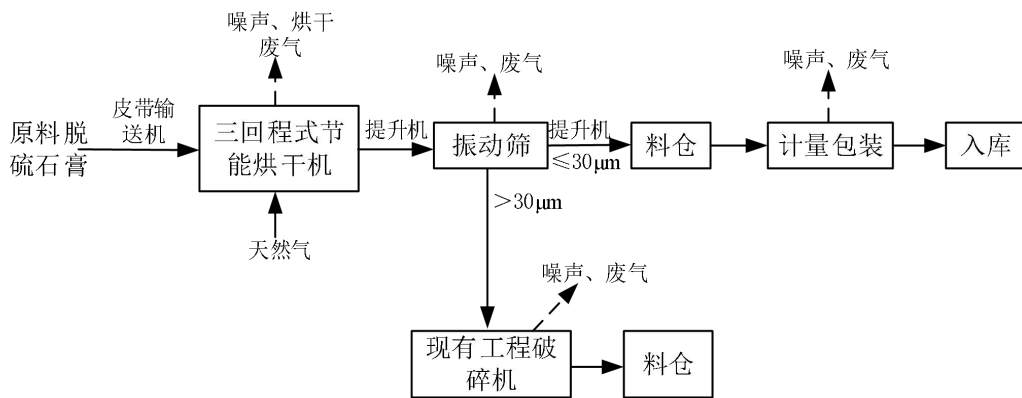 噪声、烘干
废气
噪声、废气
噪声、废气
原料脱
硫石膏
皮带输
送机
三回程式节
能烘干机
提升机
振动筛
提升机
≤30μm
料仓
计量包装
入库
>30μm
天然气
噪声、废气
现有工程破
碎机
料仓